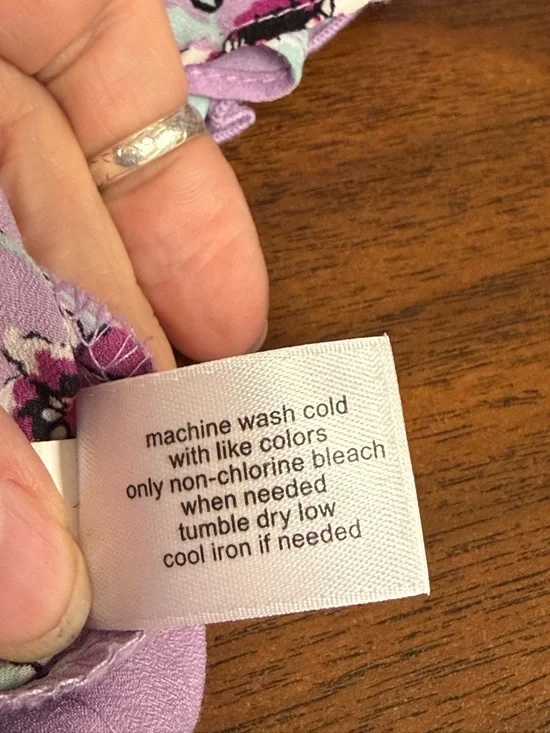 machine wash cold
with like colors
only non-chlorine bleach
when needed
tumble dry low
cool iron if needed